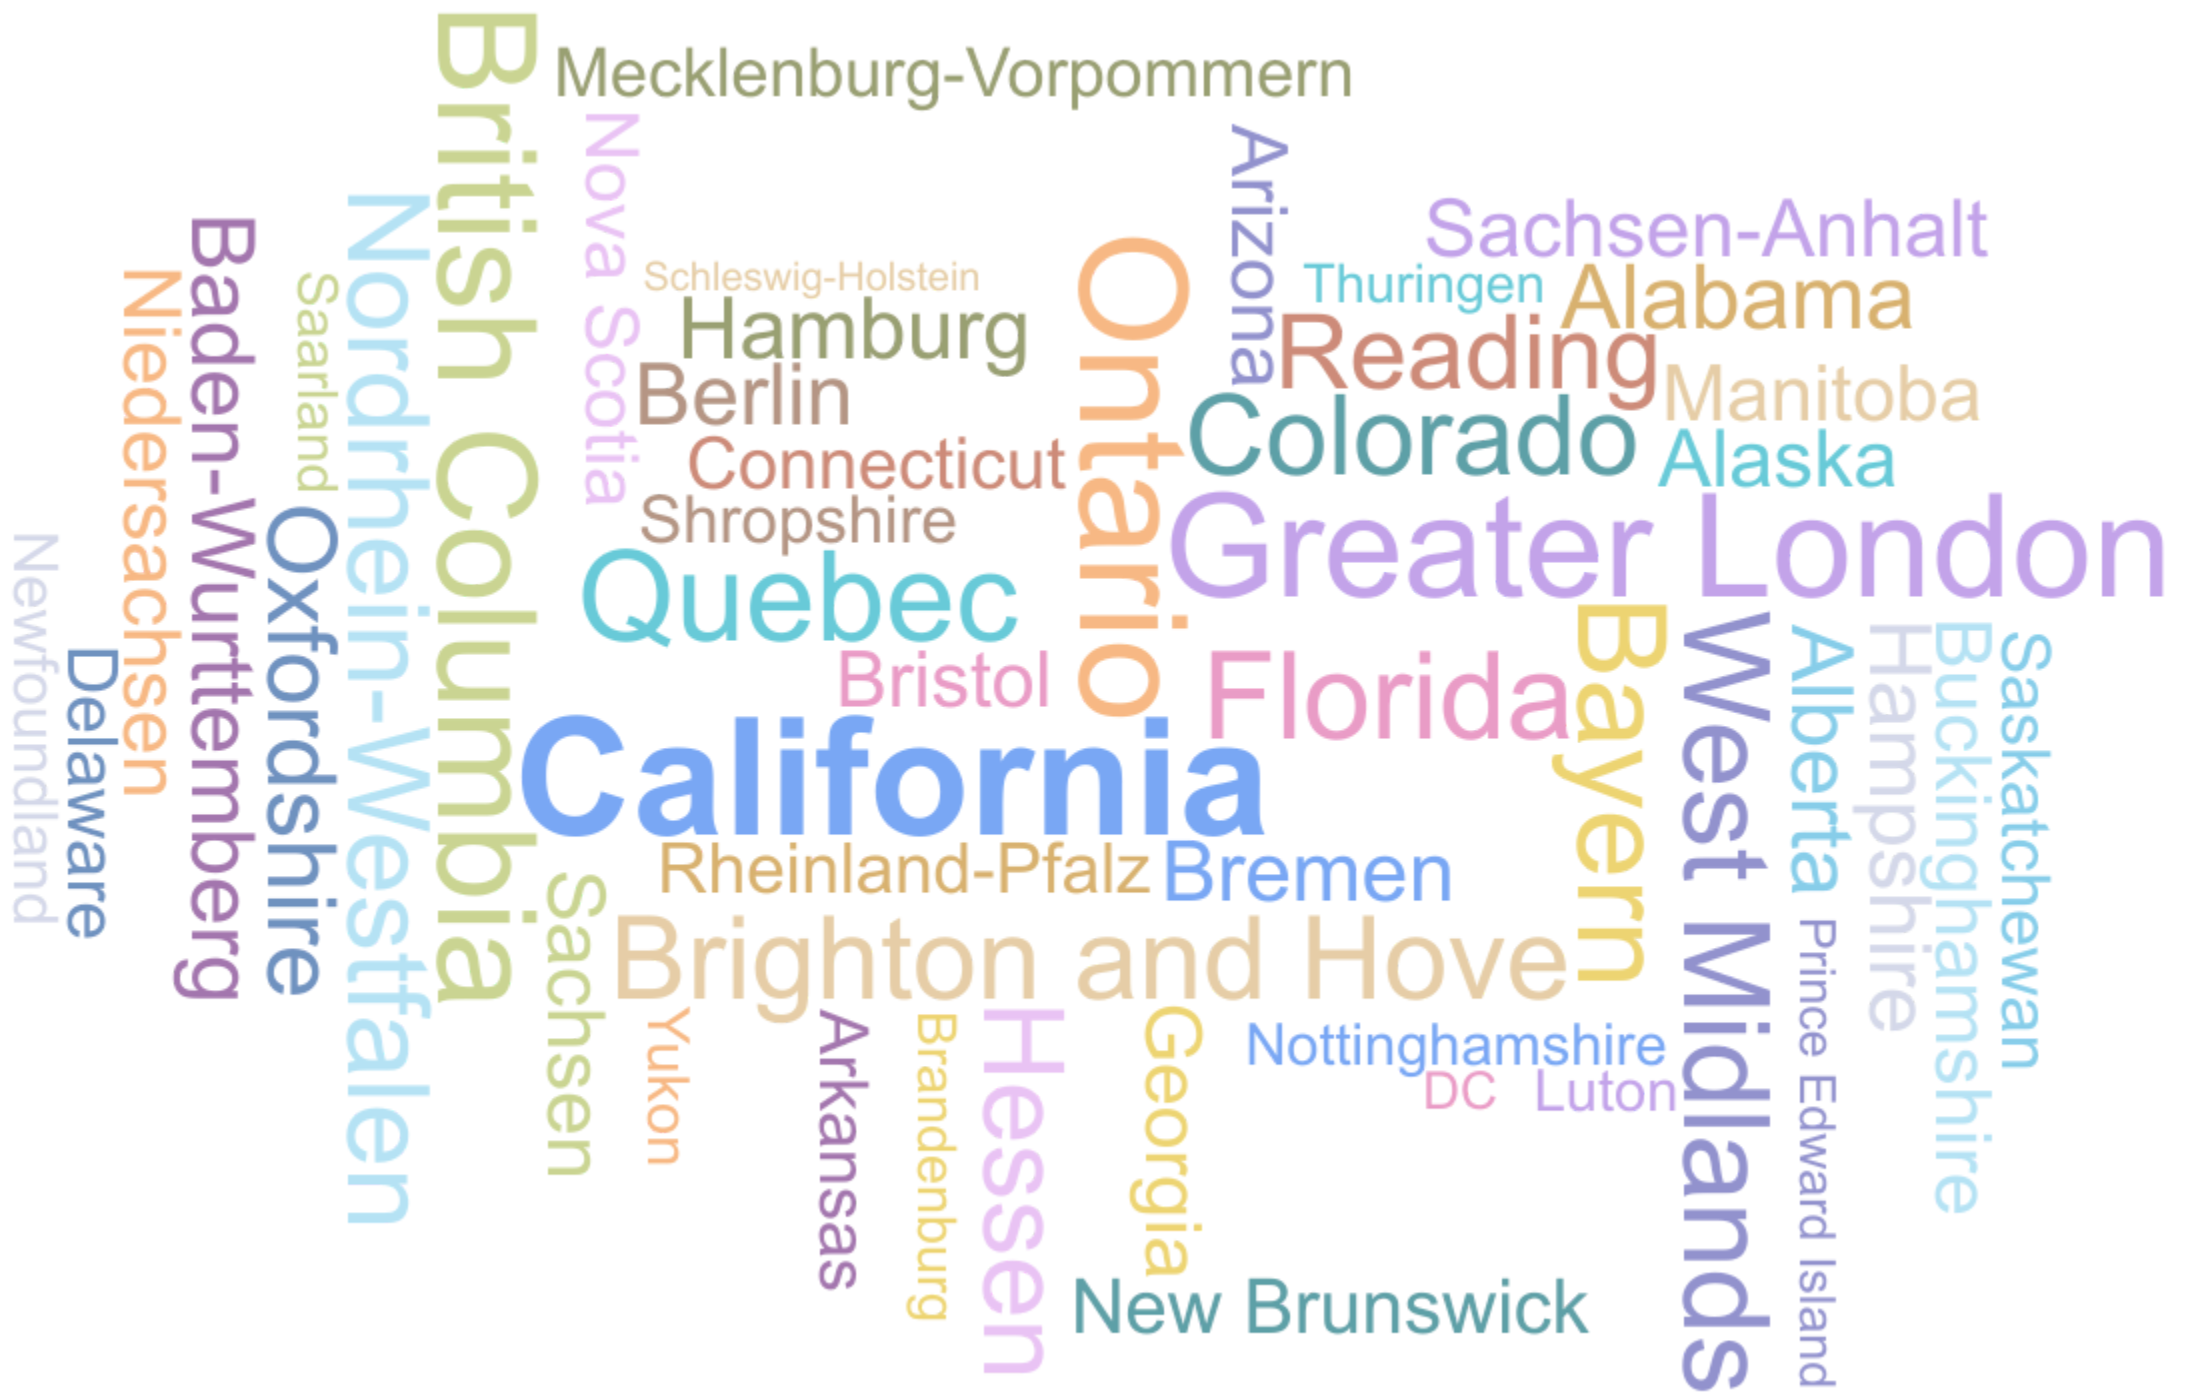 British Columbia
Mecklenburg-Vorpommern
Nova Scotia
Arizona
Nordrhein-Westfalen
Sachsen-Anhalt
Baden-Wurttemberg
Ontario
Schleswig-Holstein
Thuringen
Alabama
Niedersachsen
Saarland
Hamburg
Reading
Berlin
Manitoba
Colorado
Connecticut
Alaska
Shropshire
Greater London
Oxfordshire
Newfoundland
Quebec
Bayern
West Midlands
Alberta
Hampshire
Buckinghamshire
Saskatchewan
Delaware
Bristol
Florida
California
Rheinland-Pfalz
Bremen
Sachsen
Brighton and Hove
Prince Edward Island
Yukon
Arkansas
Brandenburg
Hessen
Georgia
Nottinghamshire
DC
Luton
New Brunswick